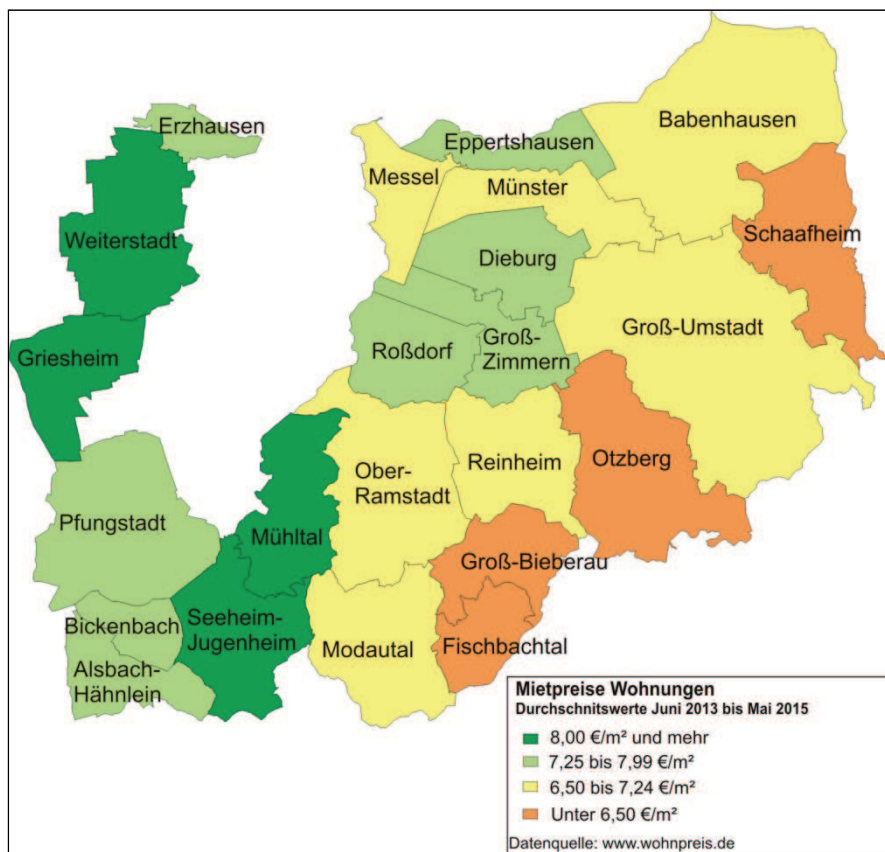 Erzhausen
Eppertshausen
Babenhausen
Messel
Münster
Weiterstadt
Schaafheim
Dieburg
Groß-Umstadt
Griesheim
Roßdorf
Groß-
Zimmern
Ober-
Ramstadt
Reinheim
Otzberg
Pfungstadt
Mühltal
Groß-Bieberau
Bickenbach
Seeheim-
Jugenheim
Modautal
Fischbachtal
Alsbach-
Hähnlein
Mietpreise Wohnungen
Durchschnitswerte Juni 2013 bis Mai 2015
8,00 €/m² und mehr
7,25 bis 7,99 €/m²
6,50 bis 7,24 €/m²
Unter 6,50 €/m²
Datenquelle: www.wohnpreis.de